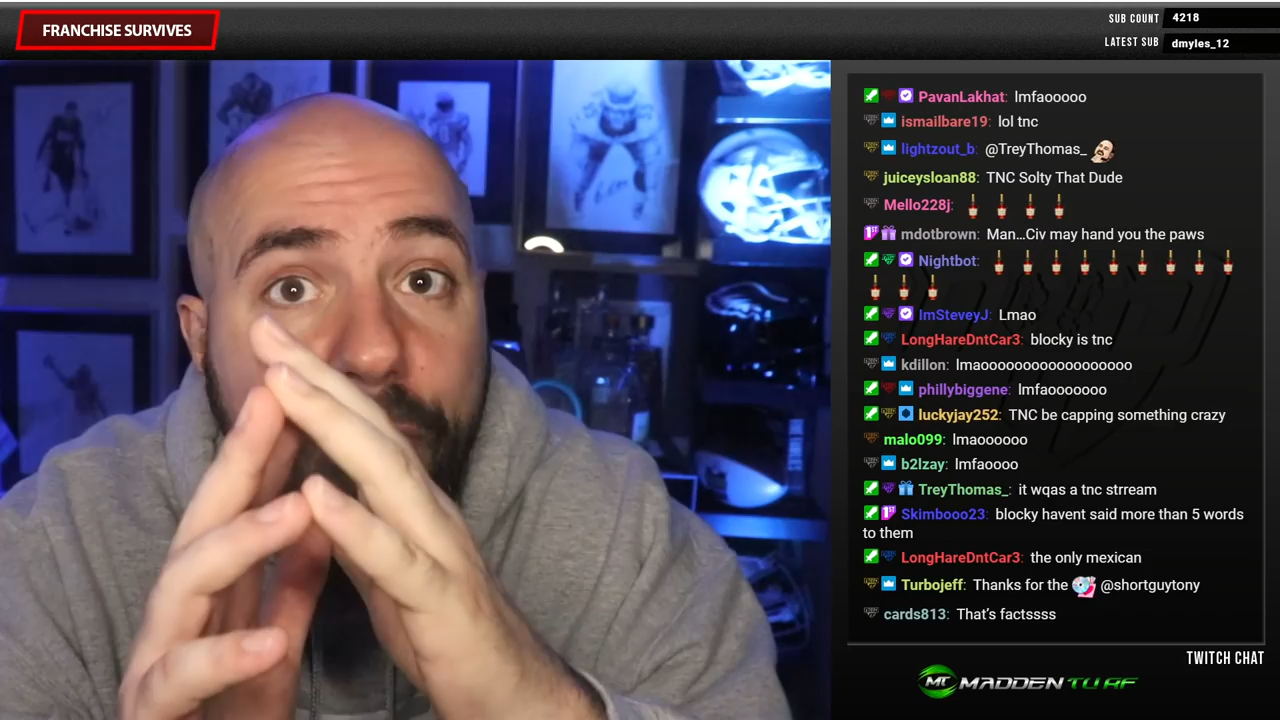 FRANCHISE SURVIVES
SUB COUNT 4218
LATEST SUB dmyles_12
PavanLakhat: lmfaooooo
ismailbare19: lol tnc
lightzout_b: @TreyThomas_
juiceysloan88: TNC Solty That Dude
Mello228j:
mdotbrown: Man...Civ may hand you the paws
Nightbot:
ImSteveyJ: Lmao
LongHareDntCar3: blocky is tnc
kdillon: lmaoooooooooooooooooo
phillybiggene: lmfaooooooo
luckyjay252: TNC be capping something crazy
malo099: lmaoooooo
b2lzay: lmfaoooo
TreyThomas_: it wqas a tnc strream
Skimbooo23: blocky havent said more than 5 words
to them
LongHareDntCar3: the only mexican
Turbojeff: Thanks for the @shortguytony
cards813: That's factssss
TWITCH CHAT
MT MADDEN TURF